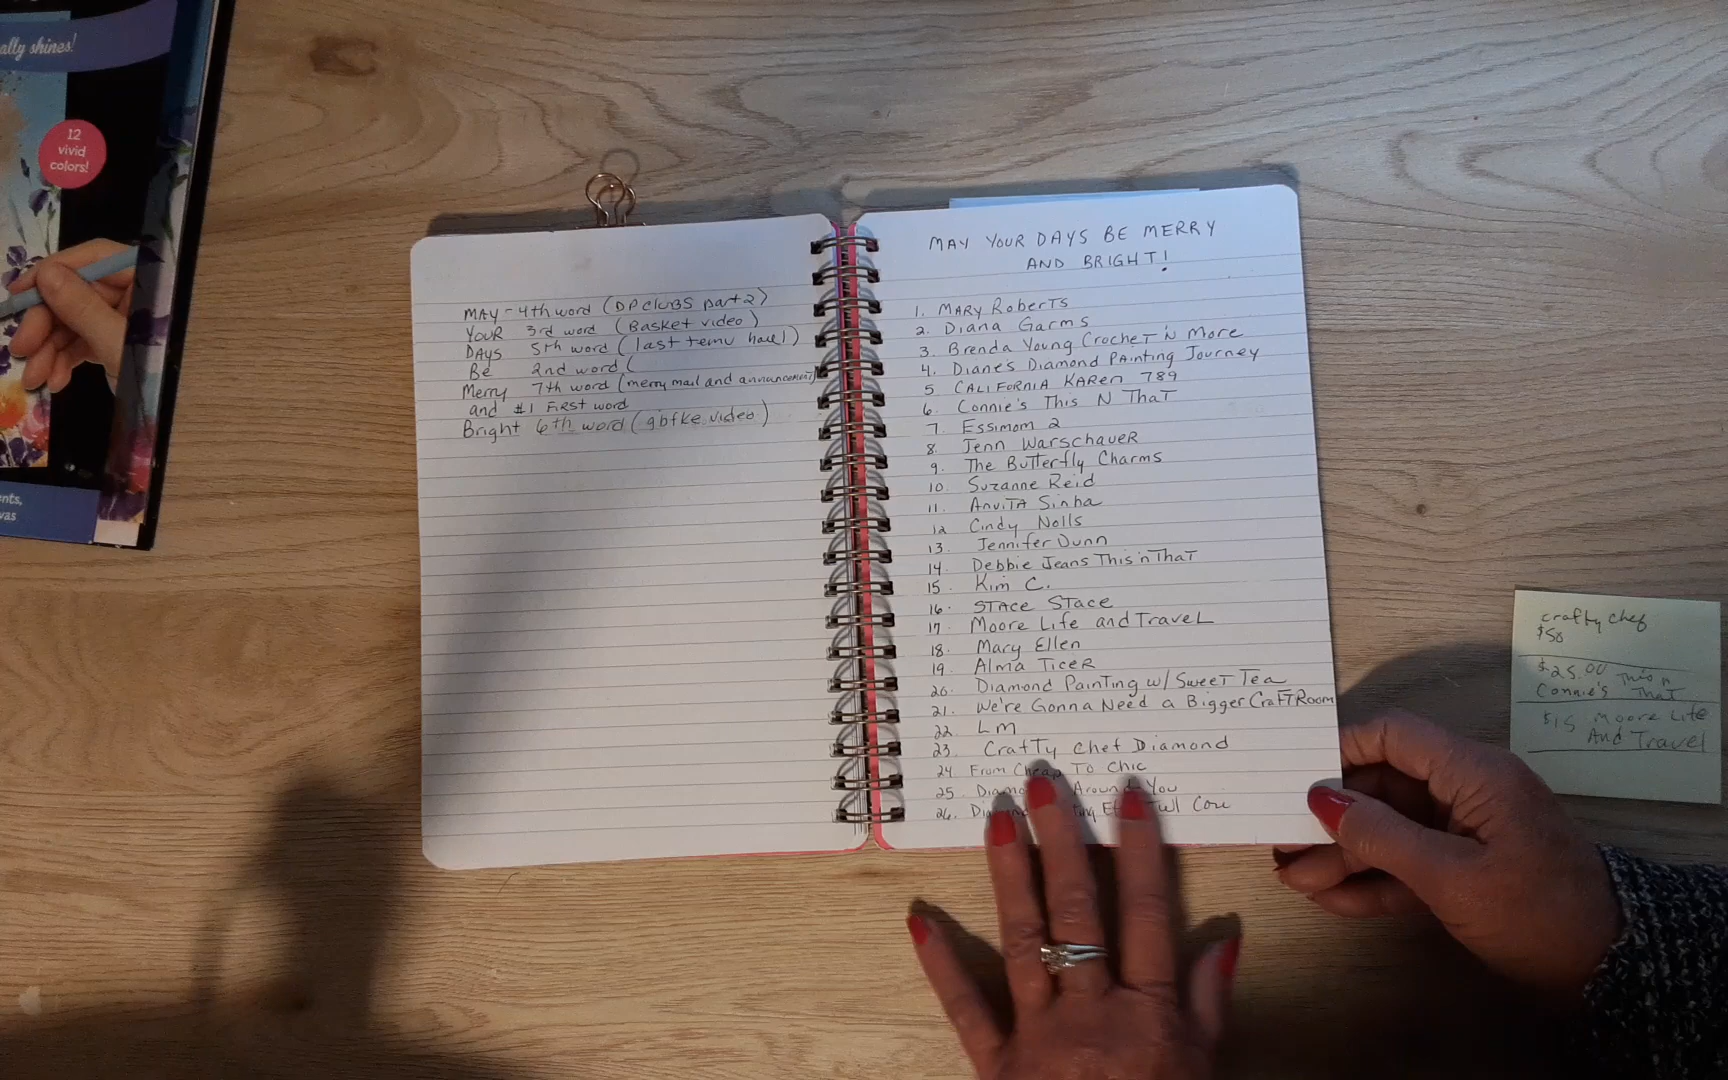 ally shines!
12
vivid
colors!
nts,
vas
MAY - 4th word (DP CLUBS part 2)
YOUR 3rd word (Basket video)
DAYS 5th word (last temu haul)
Be 2nd word (
Merry 7th word (merry mail and announcement)
and #1 First word
Bright 6th word (gbfke video)
MAY YOUR DAYS BE MERRY
AND BRIGHT!
1. MARY RoberTs
2. Diana Garms
3. Brenda Young CrocheT 'N More
4. Diane's Diamond PAinting Journey
5. CALIFORNIA KAREN 789
6. Connie's This N ThaT
7. Essimom 2
8. Jenn WarschaueR
9. The Butterfly Charms
10. Suzanne Reid
11. AnviTA Sinha
12 Cindy Nolls
13. Jennifer Dunn
14. Debbie Jeans This 'n ThaT
15. Kim C.
16. STAce STace
17. Moore Life and TraveL
18. Mary Ellen
19. Alma TiceR
20. Diamond PainTing w/ SweeT Tea
21. We're Gonna Need a Bigger CrafT Room
22 Lm
23. CrafTy Chef Diamond
24 From Cheap To Chic
25. Around You
26.
crafty chef
$50
$25.00 This n
Connie's ThaT
$15 Moore Life
And Travel